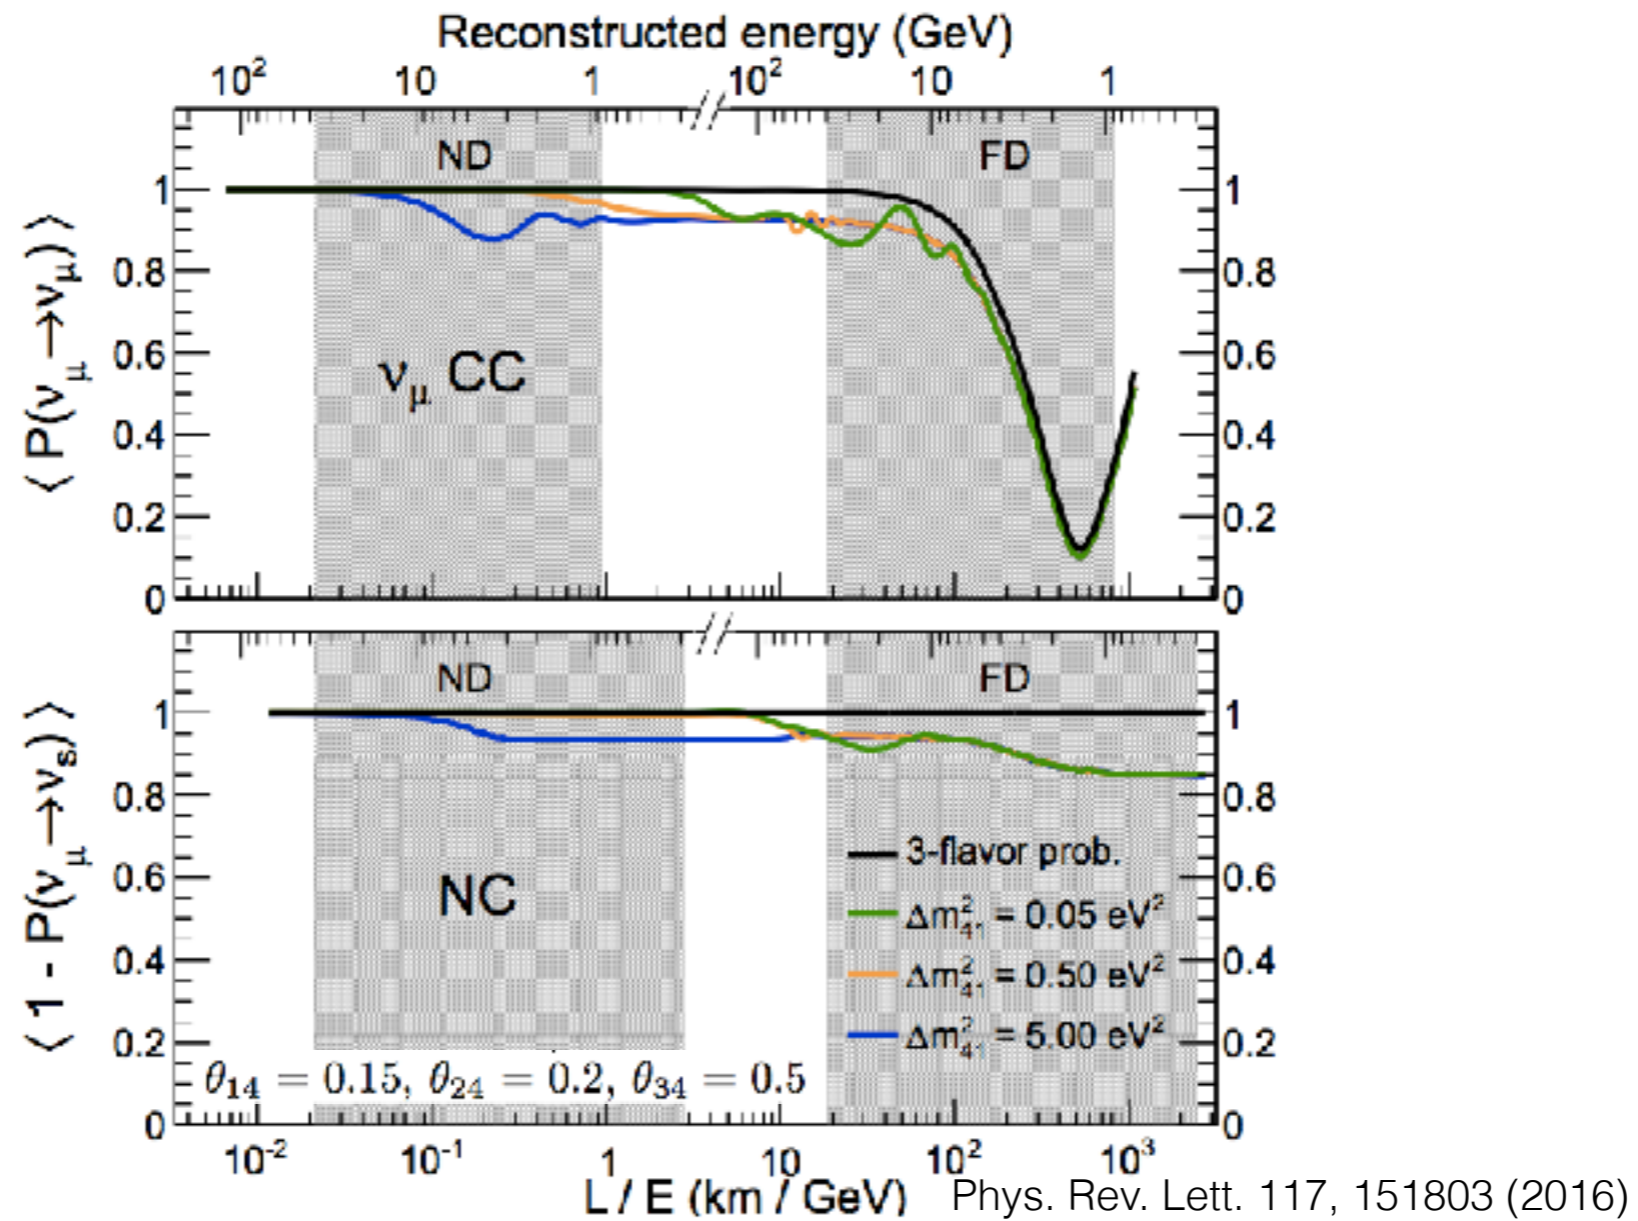 Reconstructed energy (GeV)
10² 10 1 10² 10 1
ND FD
1 1
0.8 0.8
0.6 0.6
0.4 0.4
0.2 0.2
0 0
⟨ P(νμ→νμ) ⟩
νμ CC
ND FD
1 1
0.8 0.8
0.6 0.6
0.4 0.4
0.2 0.2
0 0
⟨ 1 - P(νμ→νs) ⟩
NC
3-flavor prob.
Δm²₄₁ = 0.05 eV²
Δm²₄₁ = 0.50 eV²
Δm²₄₁ = 5.00 eV²
θ₁₄ = 0.15, θ₂₄ = 0.2, θ₃₄ = 0.5
10⁻² 10⁻¹ 1 10 10² 10³
L / E (km / GeV)
Phys. Rev. Lett. 117, 151803 (2016)